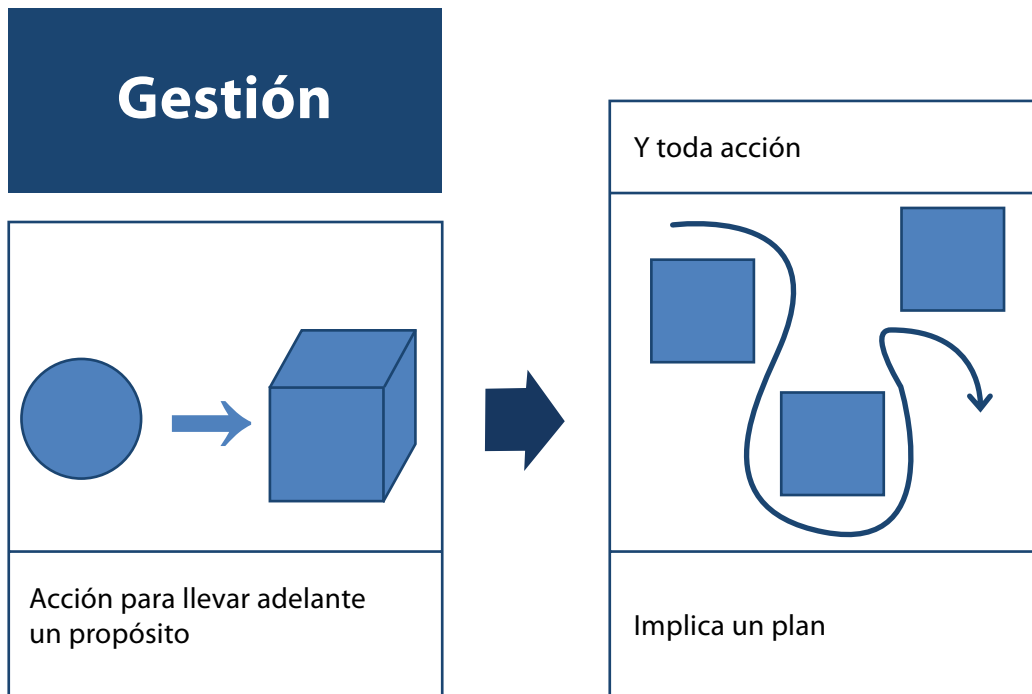 Gestión
Acción para llevar adelante
un propósito
Y toda acción
Implica un plan